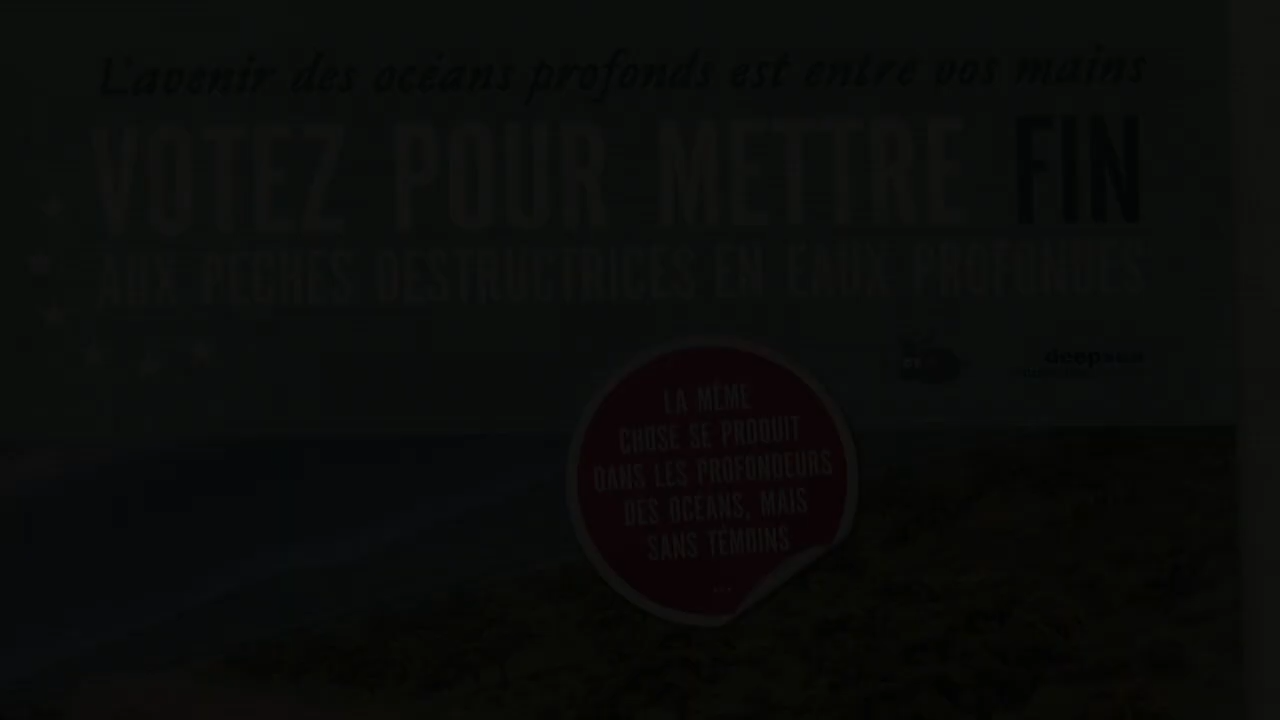 L'avenir des océans profonds est entre vos mains
VOTEZ POUR METTRE FIN
AUX PÊCHES DESTRUCTRICES EN EAUX PROFONDES
LA MÊME
CHOSE SE PRODUIT
DANS LES PROFONDEURS
DES OCÉANS, MAIS
SANS TÉMOINS